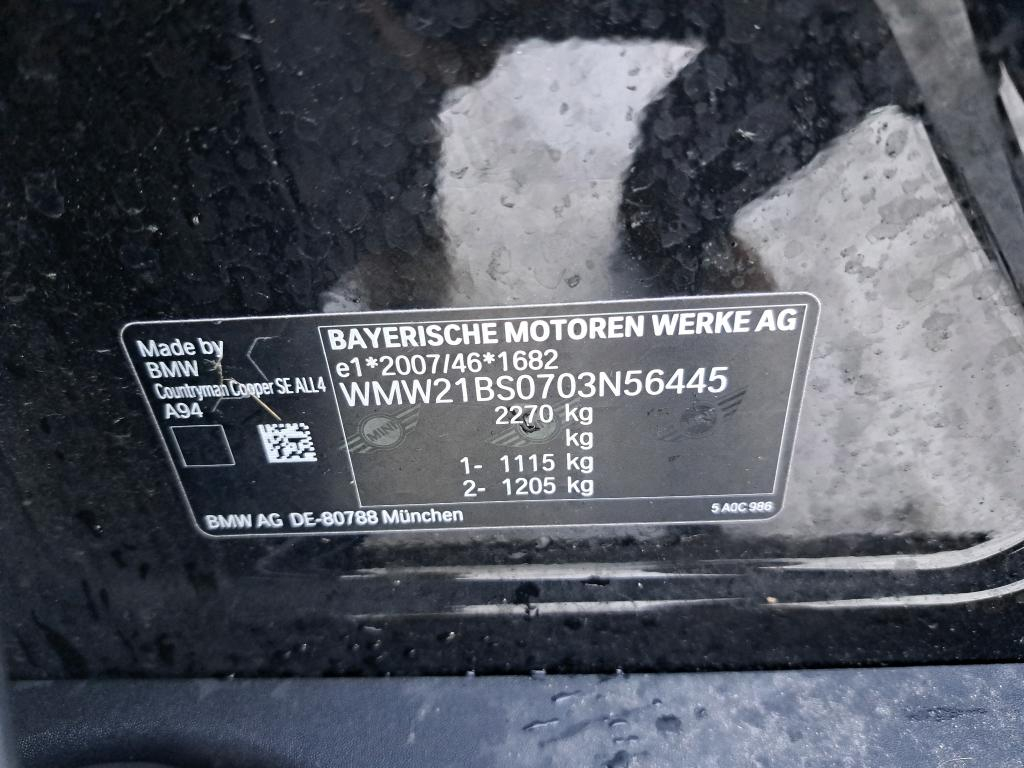 BAYERISCHE MOTOREN WERKE AG
e1*2007/46*1682
WMW21BS0703N56445
2270 kg
kg
1- 1115 kg
2- 1205 kg
Made by
BMW
Countryman Cooper SE ALL4
A94
MINI
BMW AG DE-80788 München
5 A0C 986